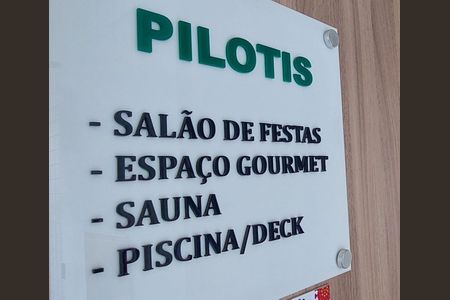 PILOTIS
- SALÃO DE FESTAS
- ESPAÇO GOURMET
- SAUNA
- PISCINA/DECK